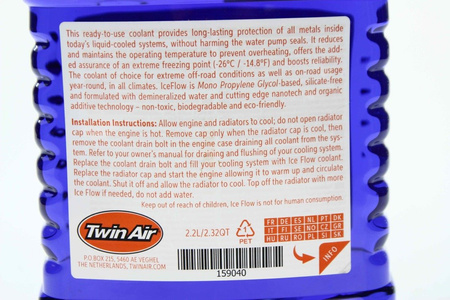 This ready-to-use coolant provides long-lasting protection of all metals inside
today's liquid-cooled systems, without harming the water pump seals. It reduces
and maintains the operating temperature to prevent overheating, offers the add-
ed assurance of an extreme freezing point (-26°C / -14.8°F) and boosts reliability.
The coolant of choice for extreme off-road conditions as well as on-road usage
year-round, in all climates. IceFlow is Mono Propylene Glycol-based, silicate-free
and formulated with demineralized water and cutting edge nanotech and organic
additive technology – non-toxic, biodegradable and eco-friendly.
Installation Instructions: Allow engine and radiators to cool; do not open radiator
cap when the engine is hot. Remove cap only when the radiator cap is cool, then
remove the coolant drain bolt in the engine case draining all coolant from the sys-
tem. Refer to your owner's manual for draining and flushing of your cooling system.
Replace the coolant drain bolt and fill your cooling system with Ice Flow coolant.
Replace the radiator cap and start the engine allowing it to warm up and circulate
the coolant. Shut it off and allow the radiator to cool. Top off the radiator with more
Ice Flow if needed, do not add water.
Keep out of reach of children, Ice Flow is not for human consumption.
Twin Air
P.O BOX 215, 5460 AE VEGHEL
THE NETHERLANDS, TWINAIR.COM
2.2L/2.32QT
1
PET
FR DE ES NL PT DK
IT FI SE NO CZ GR
HU RU RO PL SI SK
INFO
159040